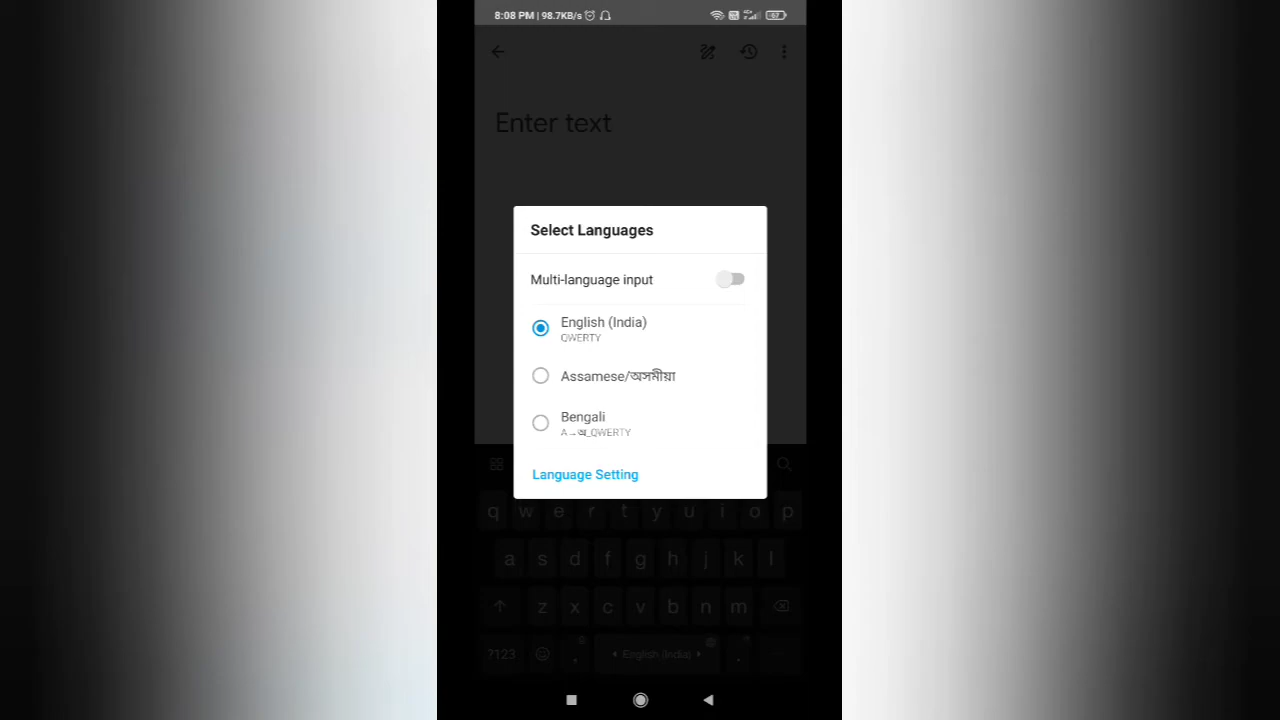 8:08 PM | 98.7KB/s
67
Enter text
Select Languages
Multi-language input
English (India)
QWERTY
Assamese/অসমীয়া
Bengali
A→অ_QWERTY
Language Setting
q w e r t y u i o p
a s d f g h j k l
z x c v b n m
?123 , English (India) .